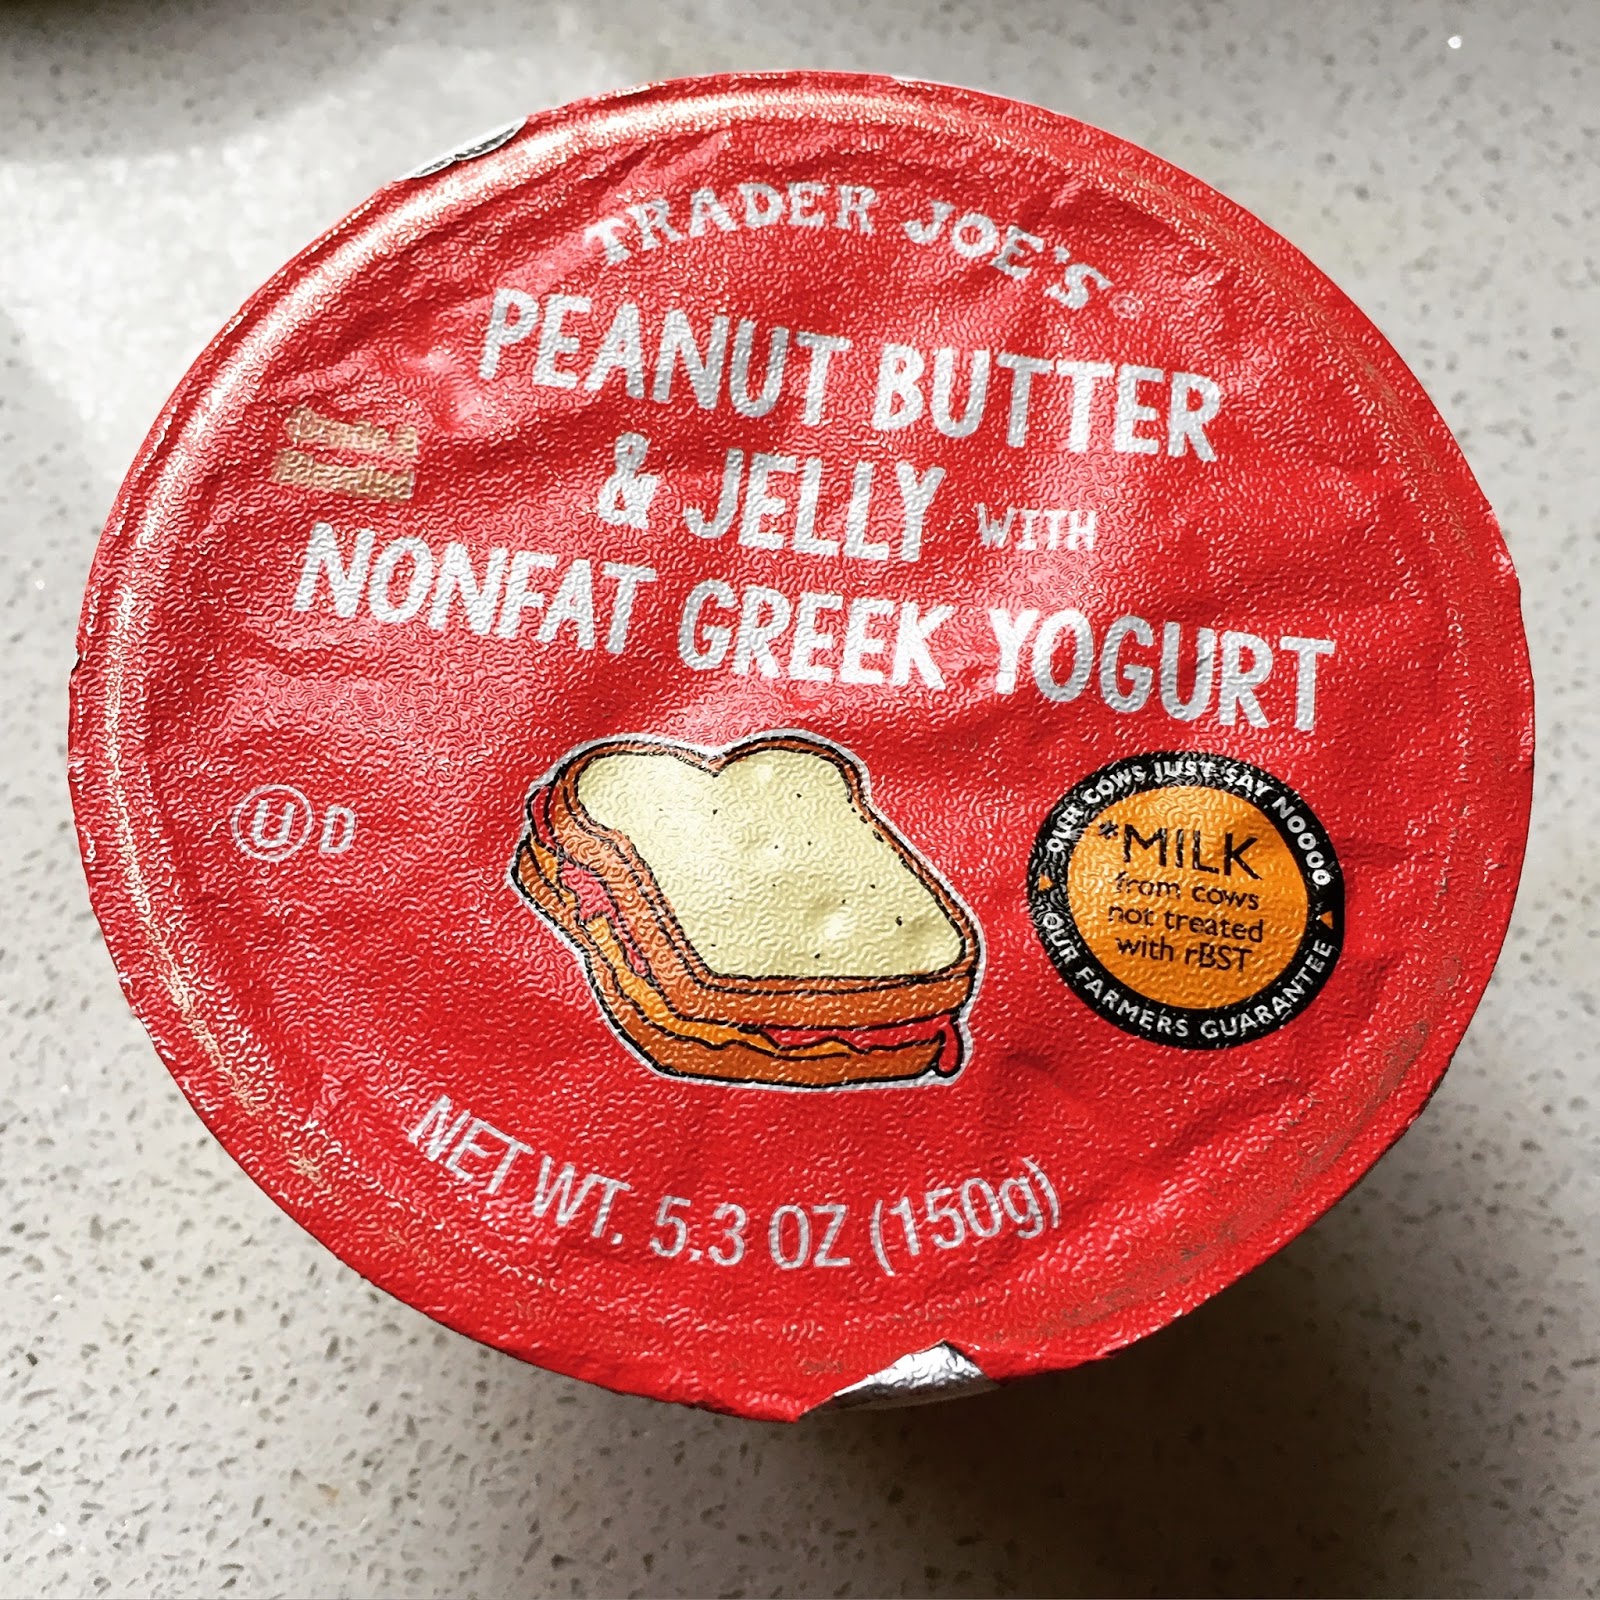 TRADER JOE'S®
PEANUT BUTTER
& JELLY WITH
NONFAT GREEK YOGURT
Ⓤ D
OUR COWS JUST SAY NOOOO
*MILK
from cows
not treated
with rBST
OUR FARMERS GUARANTEE
NET WT. 5.3 OZ (150g)